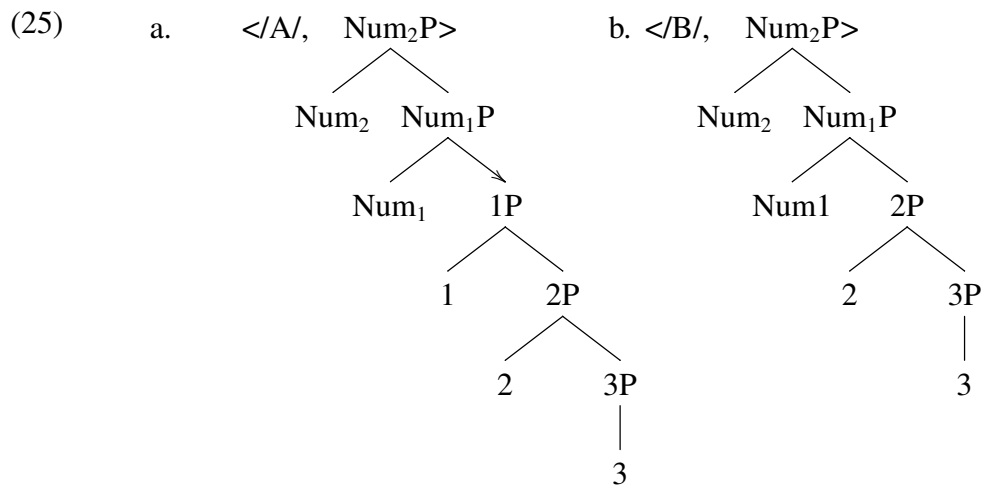 (25) a. </A/, Num₂P> b. </B/, Num₂P>
Num₂ Num₁P Num₂ Num₁P
Num₁ 1P Num1 2P
1 2P 2 3P
2 3P 3
3